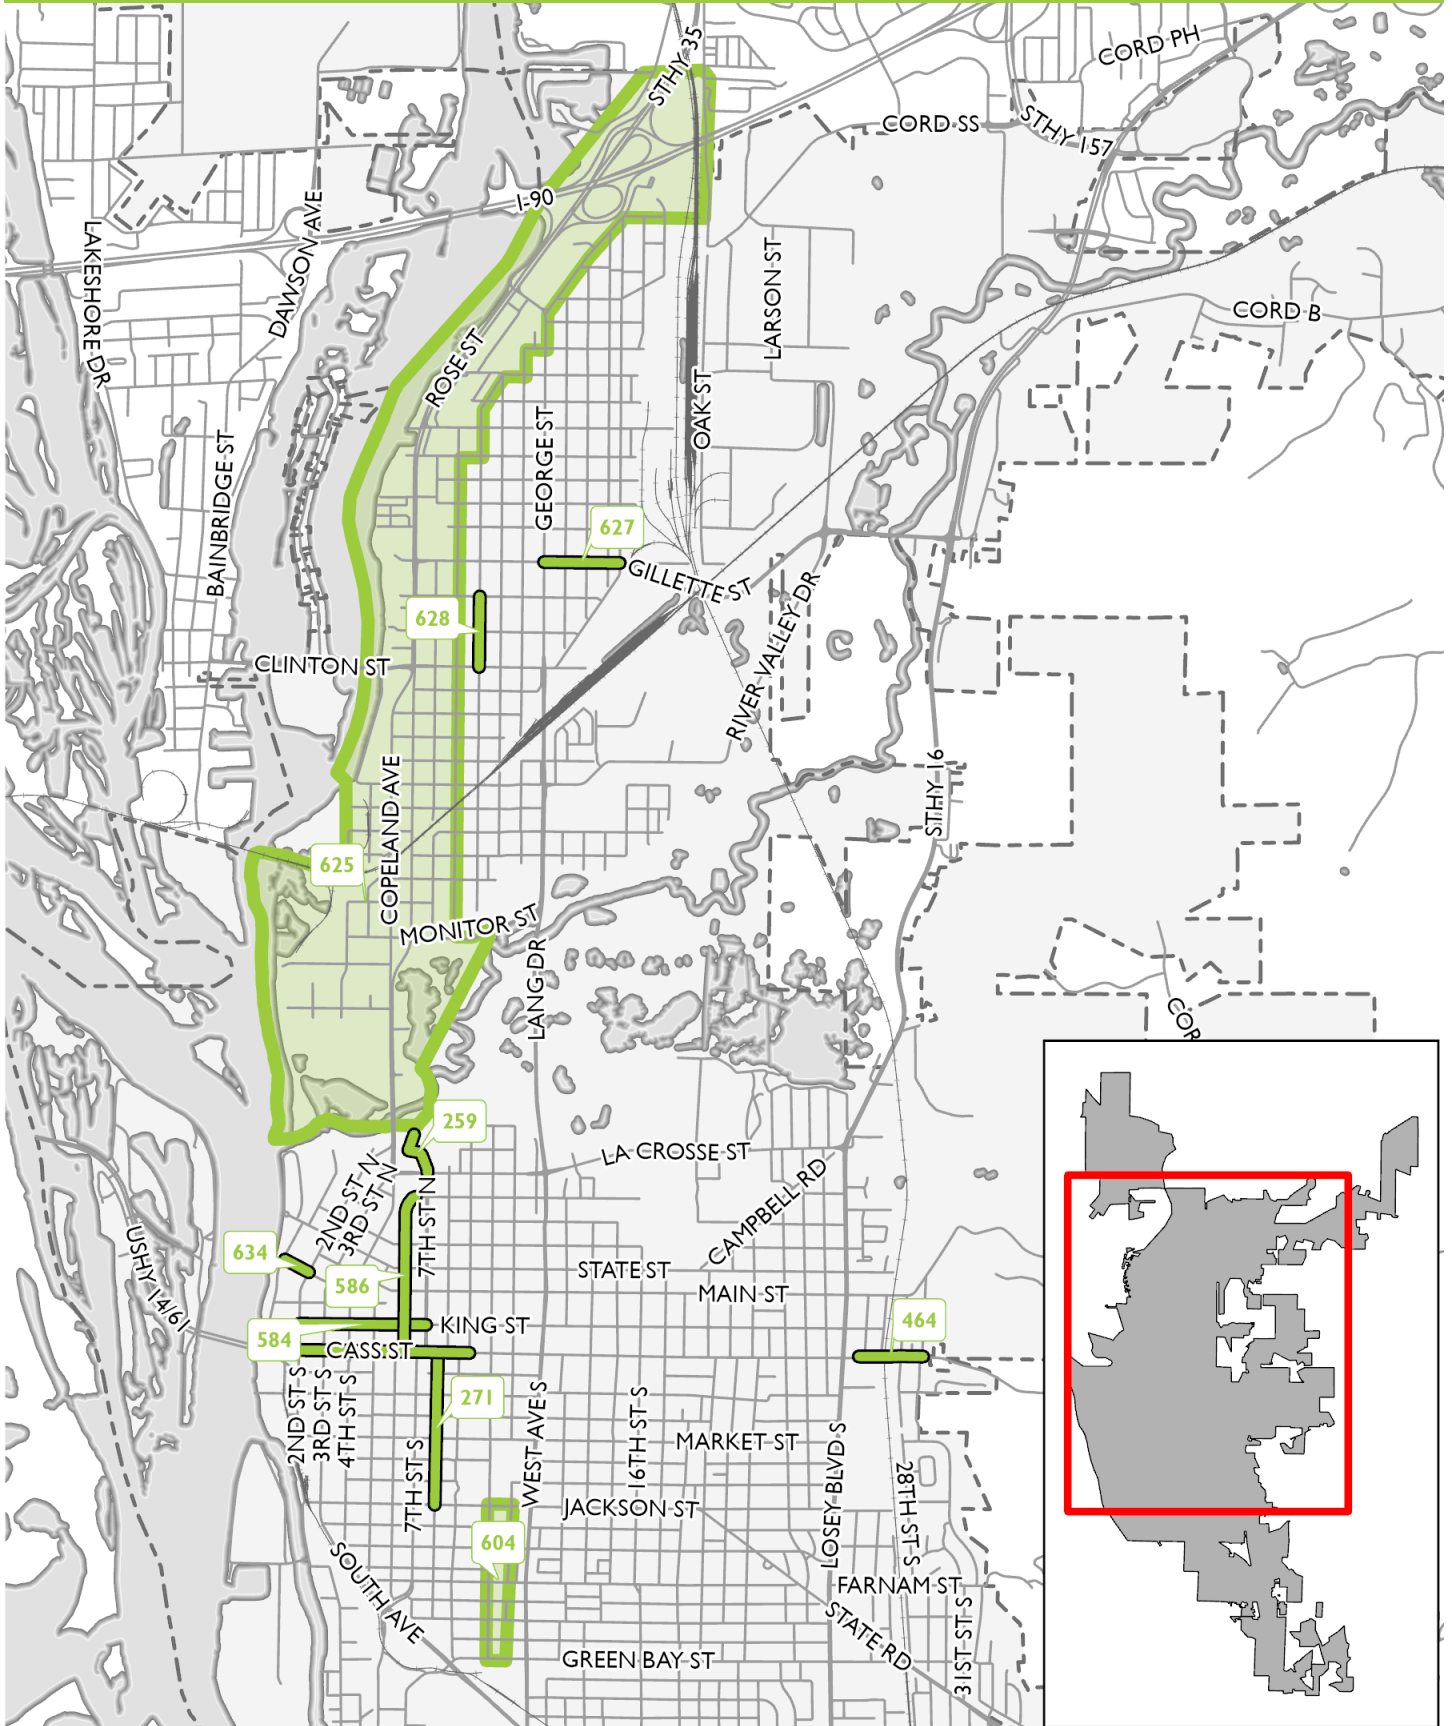 STHY 35
CORD PH
CORD SS
STHY 157
I-90
LAKESHORE DR
DAWSON AVE
LARSON ST
CORD B
ROSE ST
OAK ST
GEORGE ST
BAINBRIDGE ST
627
GILLETTE ST
628
RIVER VALLEY DR
CLINTON ST
STHY 16
COPELAND AVE
625
MONITOR ST
LANG DR
COR
259
LA CROSSE ST
CAMPBELL RD
2ND ST N
3RD ST N
7TH ST N
USHY 14/61
634
586
STATE ST
MAIN ST
584
KING ST
464
CASS ST
271
2ND ST S
3RD ST S
4TH ST S
7TH ST S
WEST AVE S
16TH ST S
MARKET ST
LOSEY BLVD S
28TH ST S
JACKSON ST
604
SOUTH AVE
FARNAM ST
STATE RD
31ST ST S
GREEN BAY ST